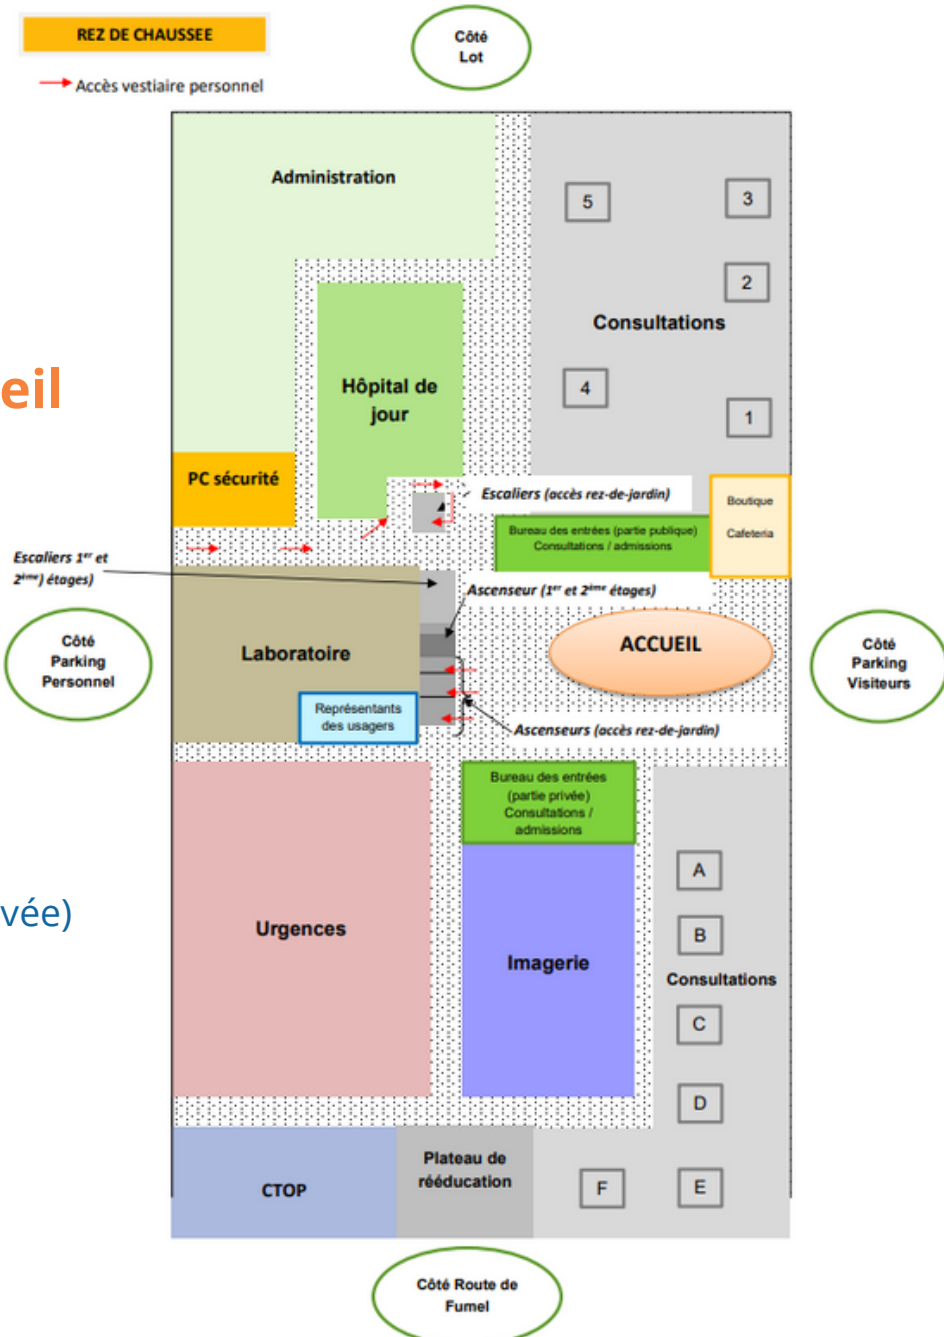 REZ DE CHAUSSEE
Côté
Lot
Accès vestiaire personnel
Administration
5
3
2
Consultations
4
1
eil
Hôpital de
jour
PC sécurité
Escaliers (accès rez-de-jardin)
Boutique
Cafeteria
Bureau des entrées (partie publique)
Consultations / admissions
Escaliers 1er et
2ème) étages)
Ascenseur (1er et 2ème étages)
Côté
Parking
Personnel
Laboratoire
ACCUEIL
Côté
Parking
Visiteurs
Représentants
des usagers
Ascenseurs (accès rez-de-jardin)
Bureau des entrées
(partie privée)
Consultations /
admissions
A
vée)
Urgences
B
Imagerie
Consultations
C
D
Plateau de
rééducation
CTOP
F
E
Côté Route de
Fumel